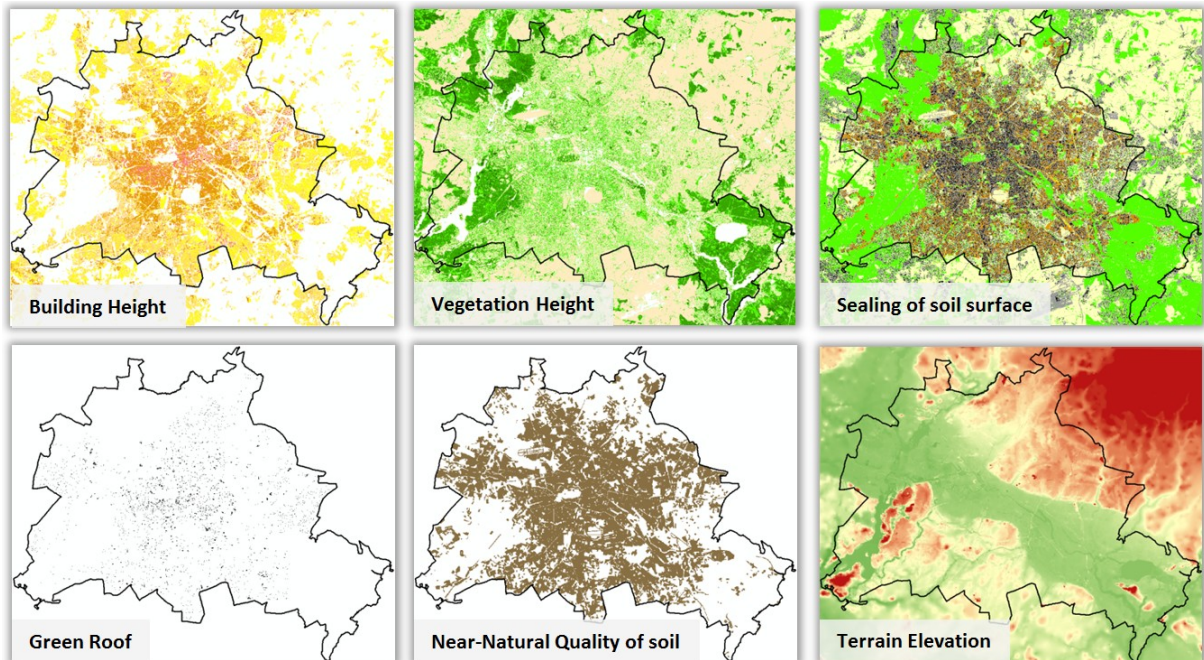 Building Height
Vegetation Height
Sealing of soil surface
Green Roof
Near-Natural Quality of soil
Terrain Elevation